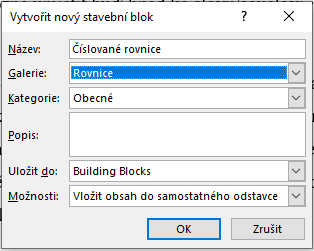 Vytvořit nový stavební blok
Název: Číslované rovnice
Galerie: Rovnice
Kategorie: Obecné
Popis:
Uložit do: Building Blocks
Možnosti: Vložit obsah do samostatného odstavce
OK Zrušit